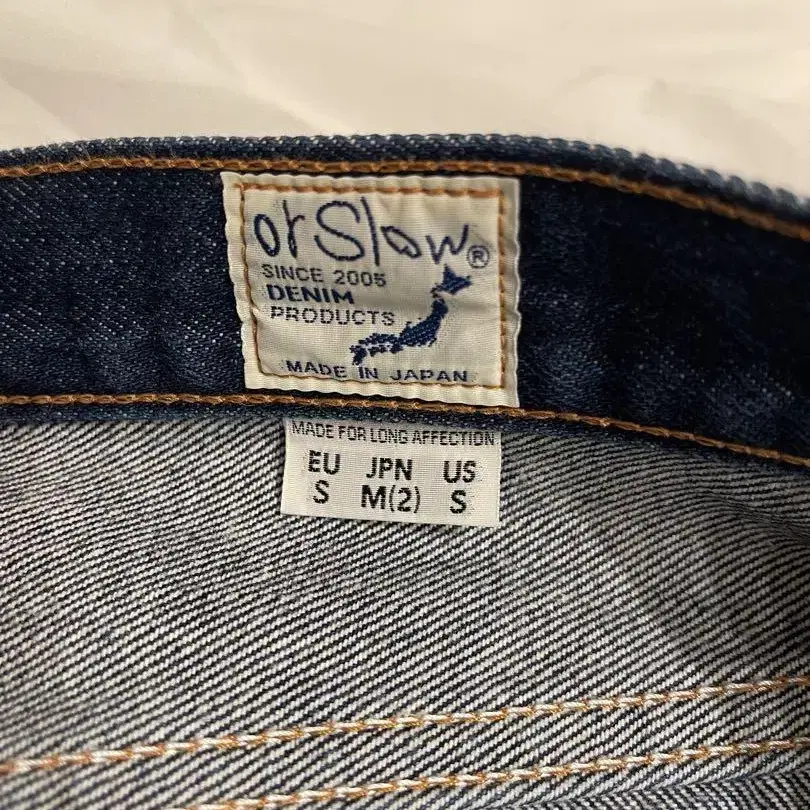 orSlow®
SINCE 2005
DENIM
PRODUCTS
MADE IN JAPAN
MADE FOR LONG AFFECTION
EU JPN US
S M(2) S